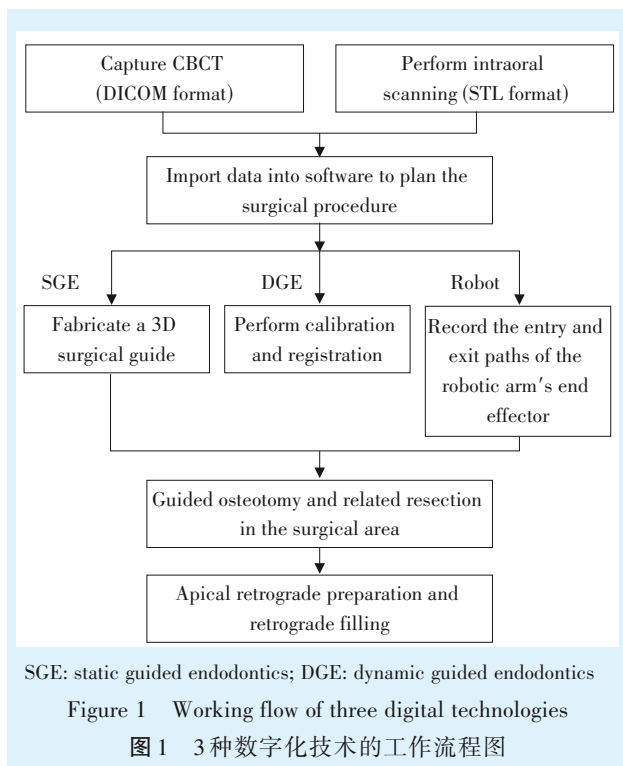 Capture CBCT
(DICOM format)
Perform intraoral
scanning (STL format)
Import data into software to plan the
surgical procedure
SGE
DGE
Robot
Fabricate a 3D
surgical guide
Perform calibration
and registration
Record the entry and
exit paths of the
robotic arm's end
effector
Guided osteotomy and related resection
in the surgical area
Apical retrograde preparation and
retrograde filling
SGE: static guided endodontics; DGE: dynamic guided endodontics
Figure 1 Working flow of three digital technologies
图1 3种数字化技术的工作流程图